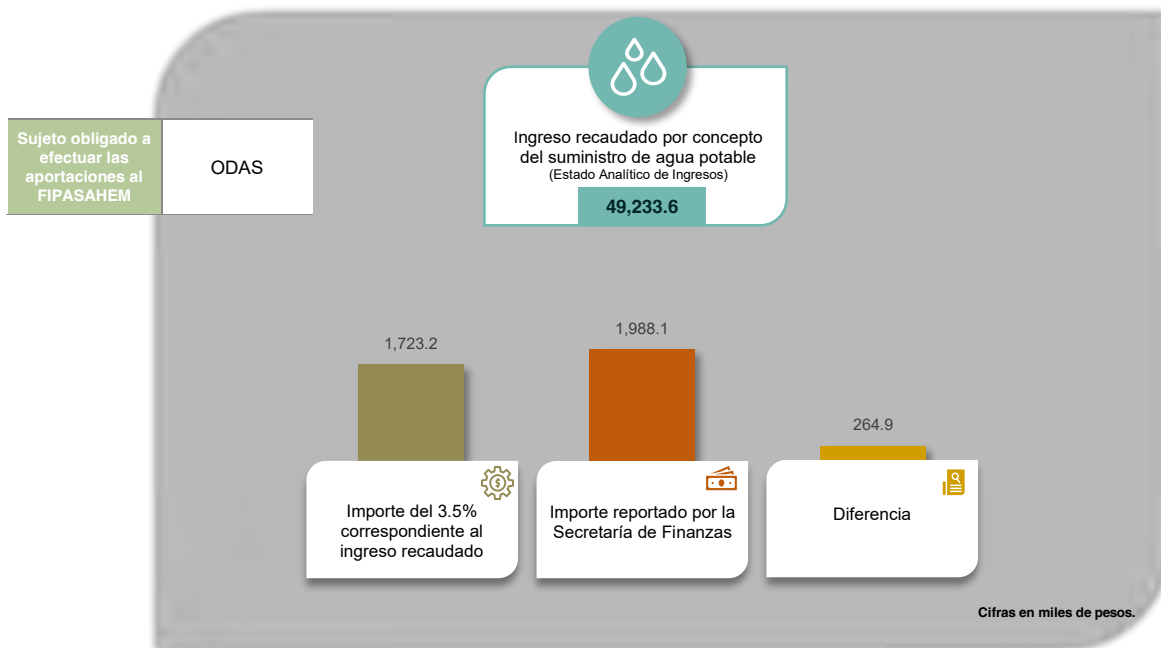 Sujeto obligado a
efectuar las
aportaciones al
FIPASAHEM
ODAS
Ingreso recaudado por concepto
del suministro de agua potable
(Estado Analítico de Ingresos)
49,233.6
1,723.2
1,988.1
264.9
Importe del 3.5%
correspondiente al
ingreso recaudado
Importe reportado por la
Secretaría de Finanzas
Diferencia
Cifras en miles de pesos.